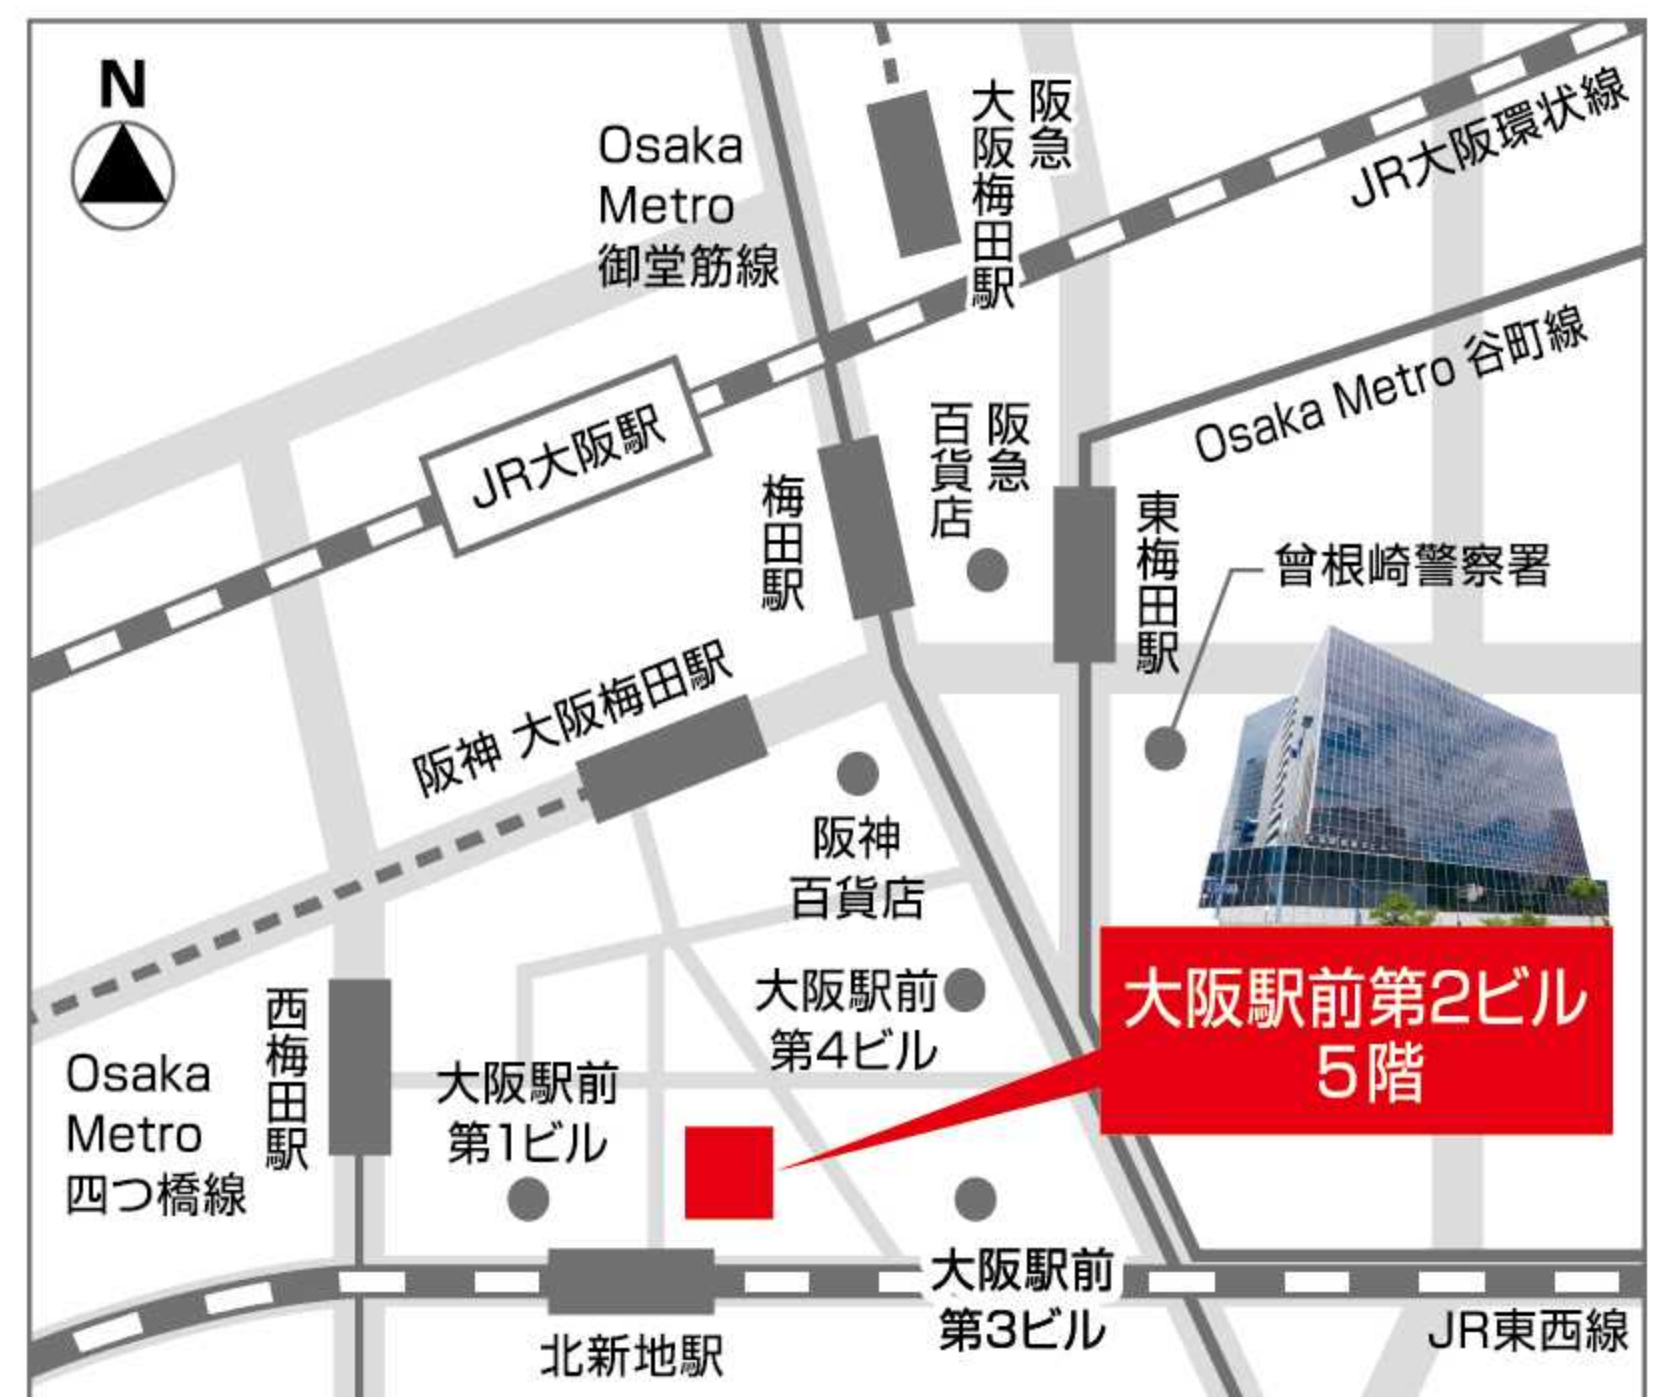 N
Osaka
Metro
御堂筋線
阪急
大阪梅田駅
JR大阪環状線
Osaka Metro 谷町線
JR大阪駅
梅田駅
阪急
百貨店
東梅田駅
曾根崎警察署
阪神 大阪梅田駅
阪神
百貨店
大阪駅前
第4ビル
大阪駅前第2ビル
5階
西梅田駅
Osaka
Metro
四つ橋線
大阪駅前
第1ビル
大阪駅前
第3ビル
北新地駅
JR東西線